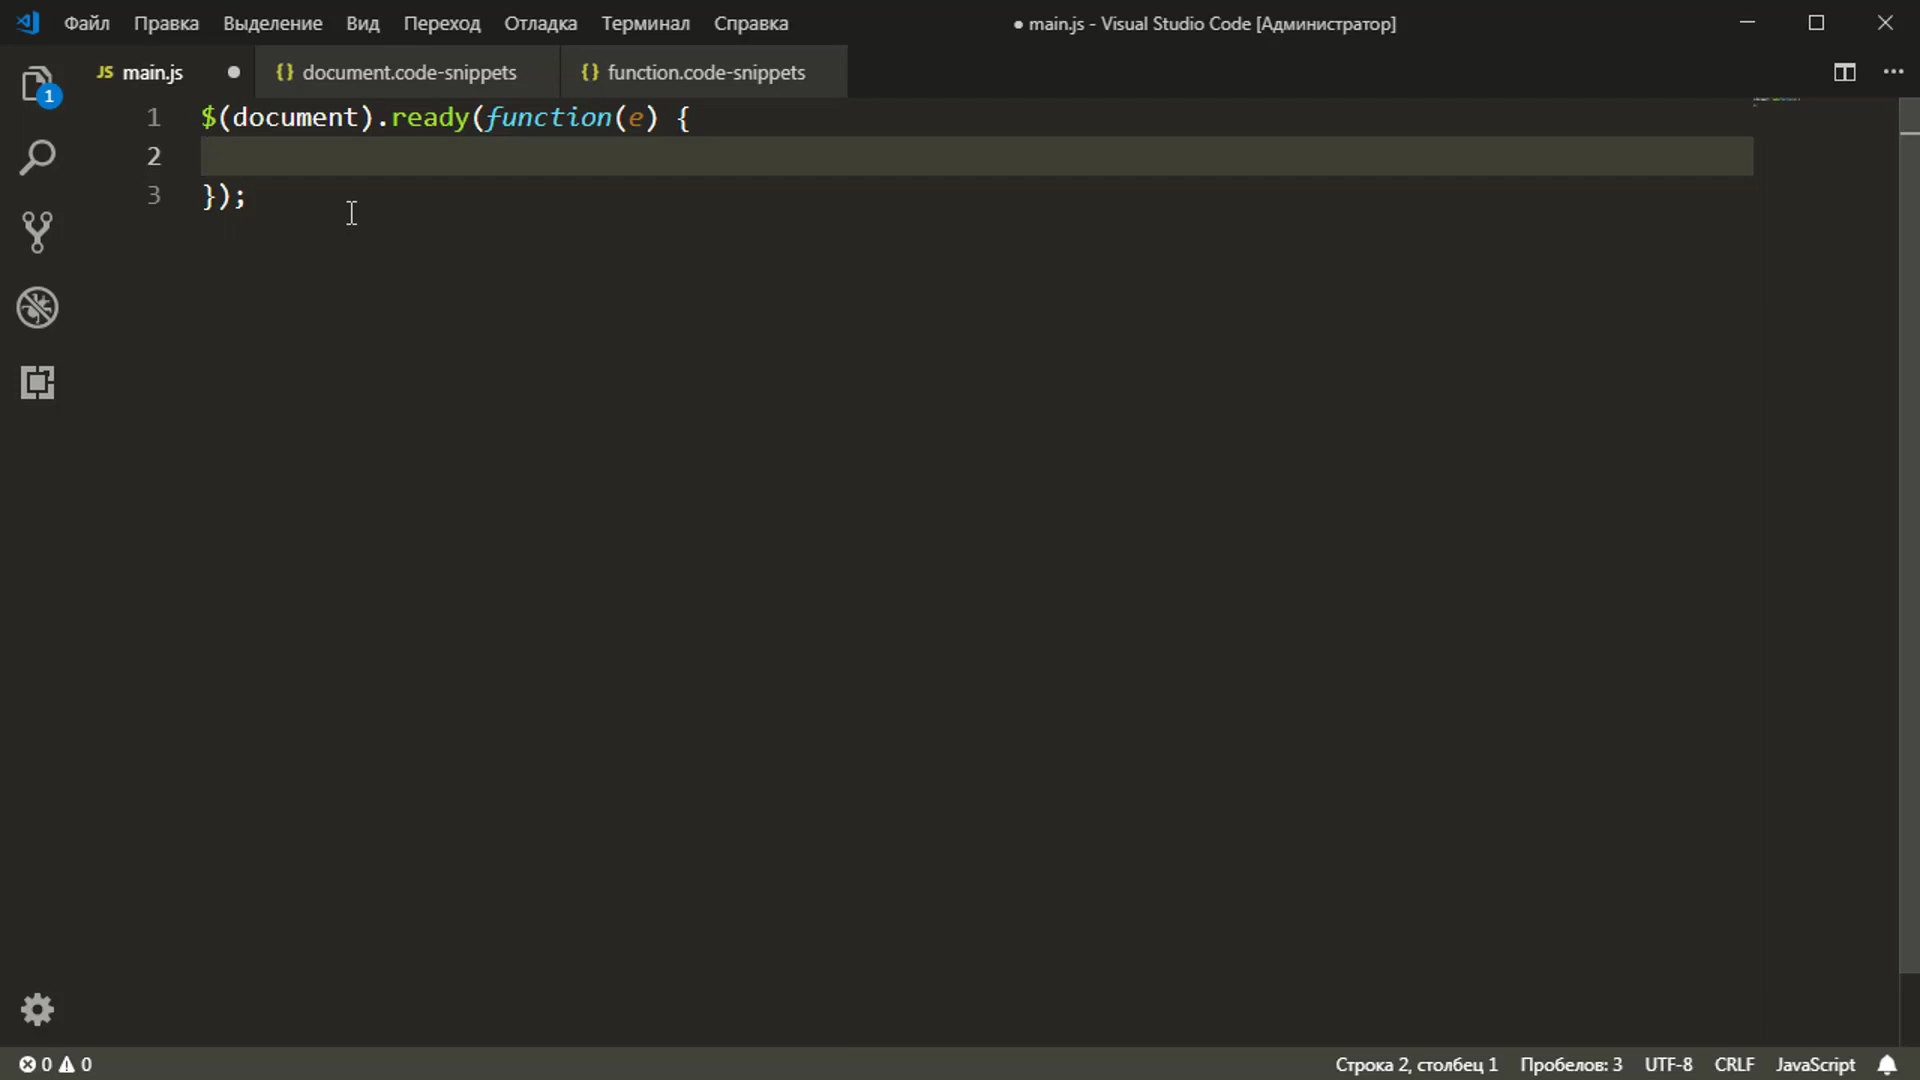 Файл Правка Выделение Вид Переход Отладка Терминал Справка ● main.js - Visual Studio Code [Администратор]
JS main.js ● {} document.code-snippets {} function.code-snippets
1
1 $(document).ready(function(e) {
2
3 });
0 0 Строка 2, столбец 1 Пробелов: 3 UTF-8 CRLF JavaScript